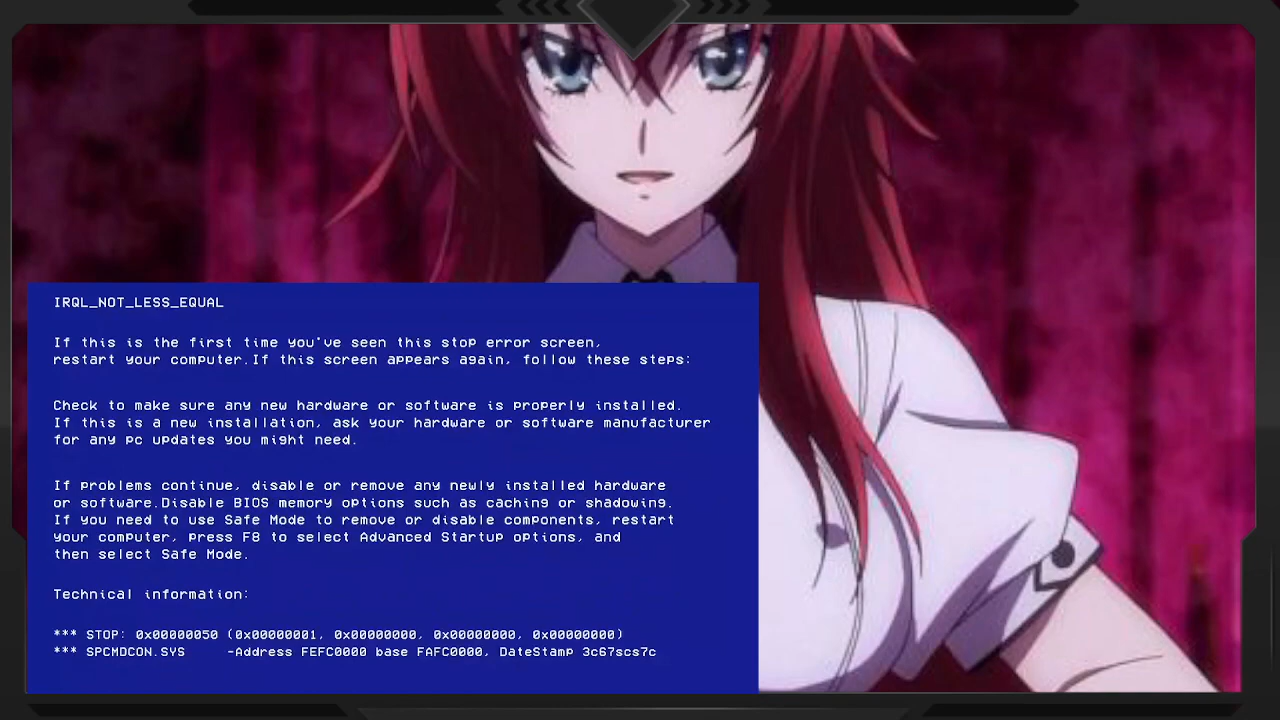 IRQL_NOT_LESS_EQUAL
If this is the first time you've seen this stop error screen,
restart your computer.If this screen appears again, follow these steps:
Check to make sure any new hardware or software is properly installed.
If this is a new installation, ask your hardware or software manufacturer
for any pc updates you might need.
If problems continue, disable or remove any newly installed hardware
or software.Disable BIOS memory options such as caching or shadowing.
If you need to use Safe Mode to remove or disable components, restart
your computer, press F8 to select Advanced Startup options, and
then select Safe Mode.
Technical information:
*** STOP: 0x00000050 (0x00000001, 0x00000000, 0x00000000, 0x00000000)
*** SPCMDCON.SYS -Address FEFC0000 base FAFC0000, DateStamp 3c67scs7c